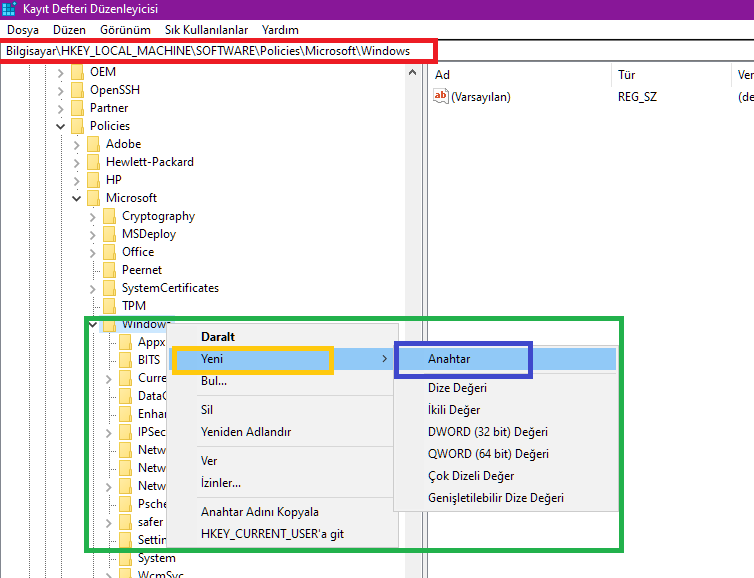 Kayıt Defteri Düzenleyicisi
Dosya Düzen Görünüm Sık Kullanılanlar Yardım
Bilgisayar\HKEY_LOCAL_MACHINE\SOFTWARE\Policies\Microsoft\Windows
OEM
OpenSSH
Partner
Policies
Adobe
Hewlett-Packard
HP
Microsoft
Cryptography
MSDeploy
Office
Peernet
SystemCertificates
TPM
Windows
Appx
BITS
Curre
Data
Enhar
IPSec
Netw
Netw
Netw
Psche
safer
Settin
System
WcmSvc
Ad Tür Ver
ab (Varsayılan) REG_SZ (de
Daralt
Yeni
Bul...
Sil
Yeniden Adlandır
Ver
İzinler...
Anahtar Adını Kopyala
HKEY_CURRENT_USER'a git
Anahtar
Dize Değeri
İkili Değer
DWORD (32 bit) Değeri
QWORD (64 bit) Değeri
Çok Dizeli Değer
Genişletilebilir Dize Değeri